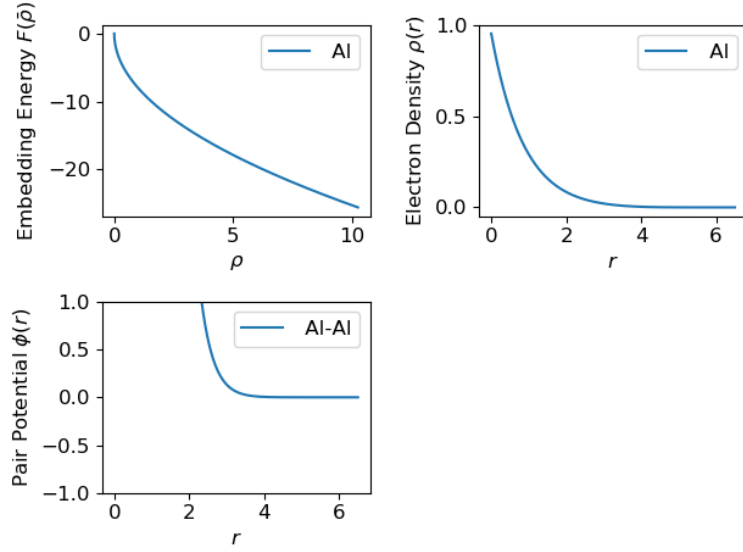 Embedding Energy F(ρ̄)
0
−10
−20
Al
0 5 10
ρ
Electron Density ρ(r)
1.0
0.5
0.0
Al
0 2 4 6
r
Pair Potential ϕ(r)
1.0
0.5
0.0
−0.5
−1.0
Al-Al
0 2 4 6
r